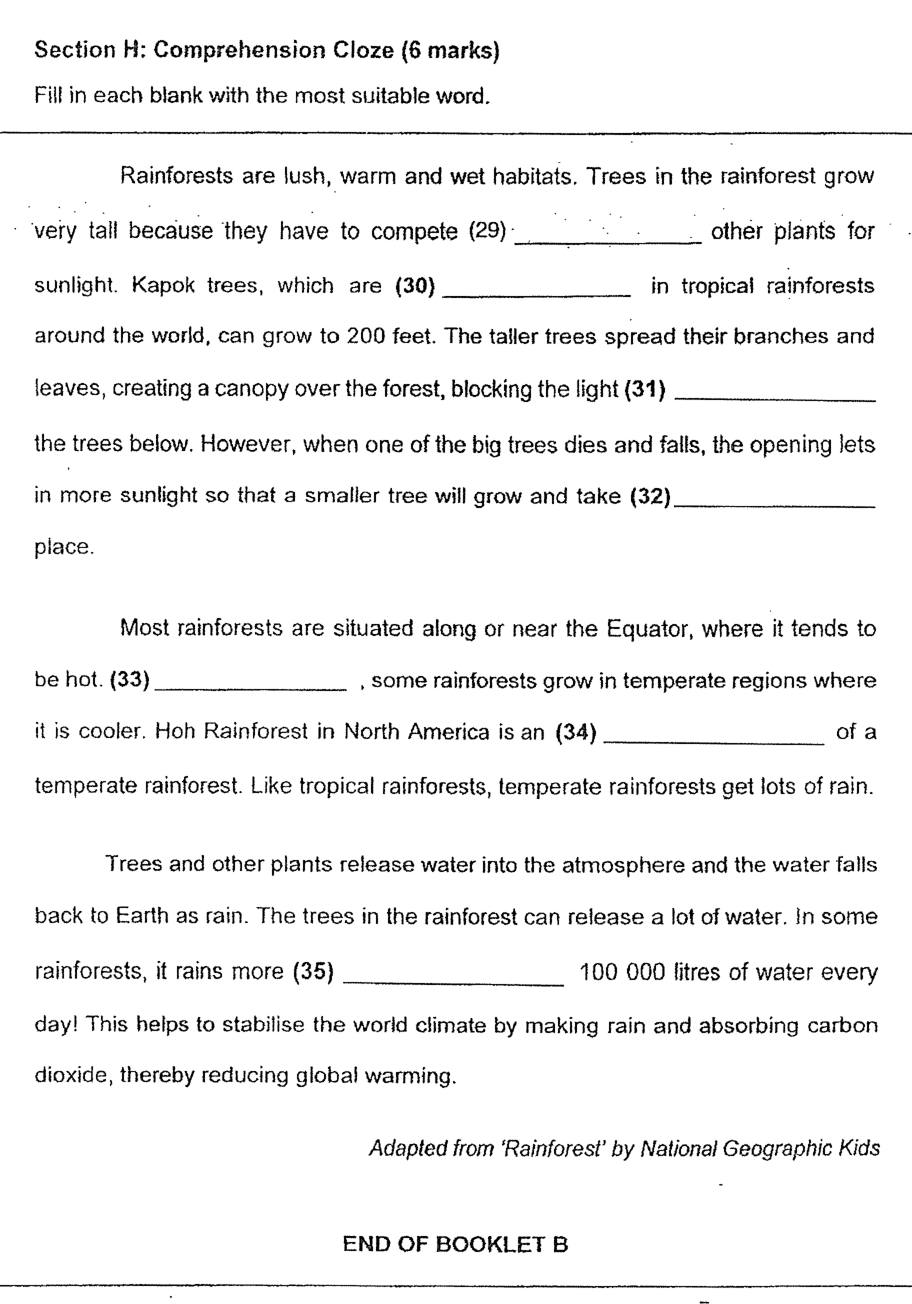 Section H: Comprehension Cloze (6 marks)
Fill in each blank with the most suitable word.
Rainforests are lush, warm and wet habitats. Trees in the rainforest grow
very tall because they have to compete (29) ______________ other plants for
sunlight. Kapok trees, which are (30) ______________ in tropical rainforests
around the world, can grow to 200 feet. The taller trees spread their branches and
leaves, creating a canopy over the forest, blocking the light (31) ______________
the trees below. However, when one of the big trees dies and falls, the opening lets
in more sunlight so that a smaller tree will grow and take (32) ______________
place.
Most rainforests are situated along or near the Equator, where it tends to
be hot. (33) ______________ , some rainforests grow in temperate regions where
it is cooler. Hoh Rainforest in North America is an (34) ______________ of a
temperate rainforest. Like tropical rainforests, temperate rainforests get lots of rain.
Trees and other plants release water into the atmosphere and the water falls
back to Earth as rain. The trees in the rainforest can release a lot of water. In some
rainforests, it rains more (35) ______________ 100 000 litres of water every
day! This helps to stabilise the world climate by making rain and absorbing carbon
dioxide, thereby reducing global warming.
Adapted from 'Rainforest' by National Geographic Kids
END OF BOOKLET B